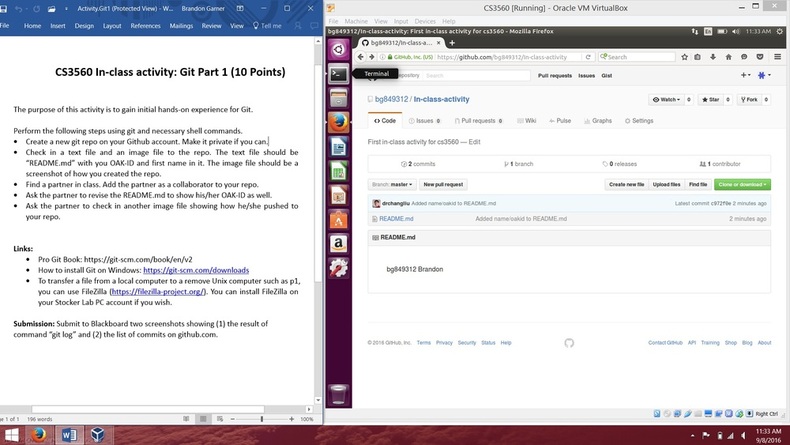 Activity.Git1 (Protected View) - W...
Brandon Garner
File
Home
Insert
Design
Layout
References
Mailings
Review
View
Tell me
CS3560 In-class activity: Git Part 1 (10 Points)
The purpose of this activity is to gain initial hands-on experience for Git.
Perform the following steps using git and necessary shell commands.
• Create a new git repo on your Github account. Make it private if you can.
• Check in a text file and an image file to the repo. The text file should be
“README.md” with you OAK-ID and first name in it. The image file should be a
screenshot of how you created the repo.
• Find a partner in class. Add the partner as a collaborator to your repo.
• Ask the partner to revise the README.md to show his/her OAK-ID as well.
• Ask the partner to check in another image file showing how he/she pushed to
your repo.
Links:
• Pro Git Book: https://git-scm.com/book/en/v2
• How to install Git on Windows: https://git-scm.com/downloads
• To transfer a file from a local computer to a remove Unix computer such as p1,
you can use FileZilla (https://filezilla-project.org/). You can install FileZilla on
your Stocker Lab PC account if you wish.
Submission: Submit to Blackboard two screenshots showing (1) the result of
command “git log” and (2) the list of commits on github.com.
1 of 1
196 words
100%
CS3560 [Running] - Oracle VM VirtualBox
File Machine View Input Devices Help
bg849312/In-class-activity: First in-class activity for cs3560 — Mozilla Firefox
En
11:33 AM
bg849312/In-class-a...
GitHub, Inc. (US)
https://github.com/bg849312/In-class-activity
Search
Terminal
repository
Search
Pull requests Issues Gist
bg849312 / In-class-activity
Watch 0
Star 0
Fork 0
Code
Issues 0
Pull requests 0
Wiki
Pulse
Graphs
Settings
First in-class activity for cs3560 — Edit
2 commits
1 branch
0 releases
1 contributor
Branch: master
New pull request
Create new file
Upload files
Find file
Clone or download
drchangliu Added name/oakid to README.md
Latest commit c972f2e 2 minutes ago
README.md
Added name/oakid to README.md
2 minutes ago
README.md
bg849312 Brandon
© 2016 GitHub, Inc. Terms Privacy Security Status Help
Contact GitHub API Training Shop Blog About
Right Ctrl
11:33 AM
9/8/2016